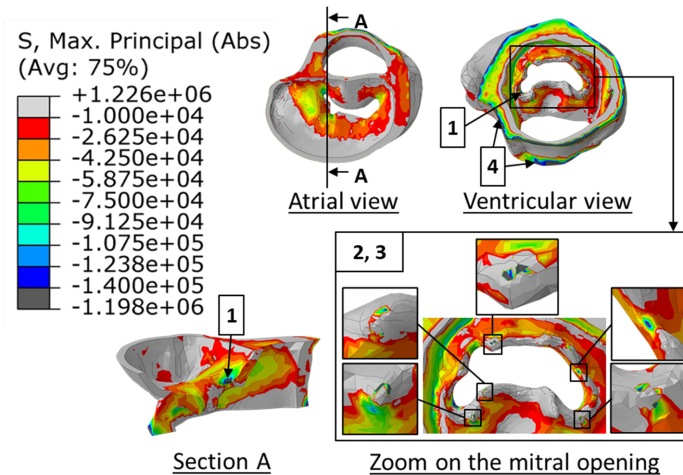 S, Max. Principal (Abs)
(Avg: 75%)
+1.226e+06
-1.000e+04
-2.625e+04
-4.250e+04
-5.875e+04
-7.500e+04
-9.125e+04
-1.075e+05
-1.238e+05
-1.400e+05
-1.198e+06
A
A
Atrial view
1
4
Ventricular view
2, 3
1
Section A
Zoom on the mitral opening